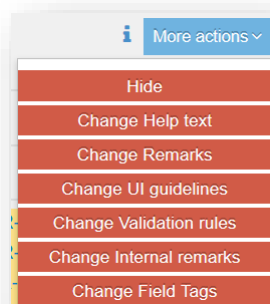 i More actions
Hide
Change Help text
Change Remarks
Change UI guidelines
Change Validation rules
Change Internal remarks
Change Field Tags